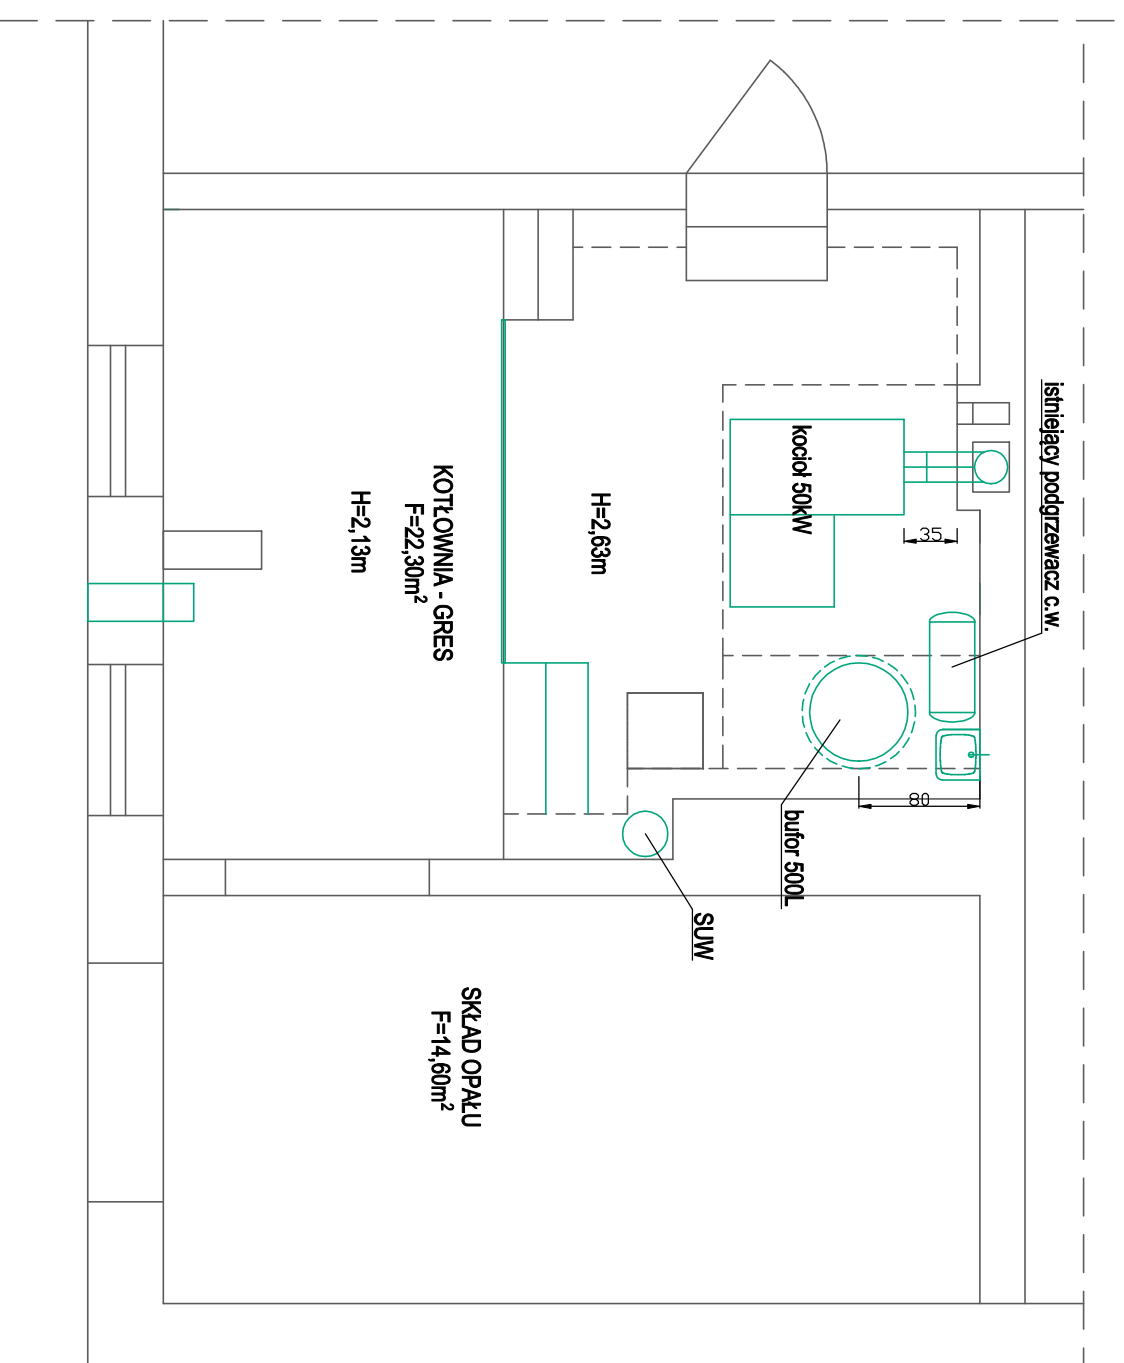 istniejący podgrzewacz c.w.
kocioł 50kW
35
H=2,63m
KOTŁOWNIA - GRES
F=22,30m²
H=2,13m
80
bufor 500L
SUW
SKŁAD OPAŁU
F=14,60m²